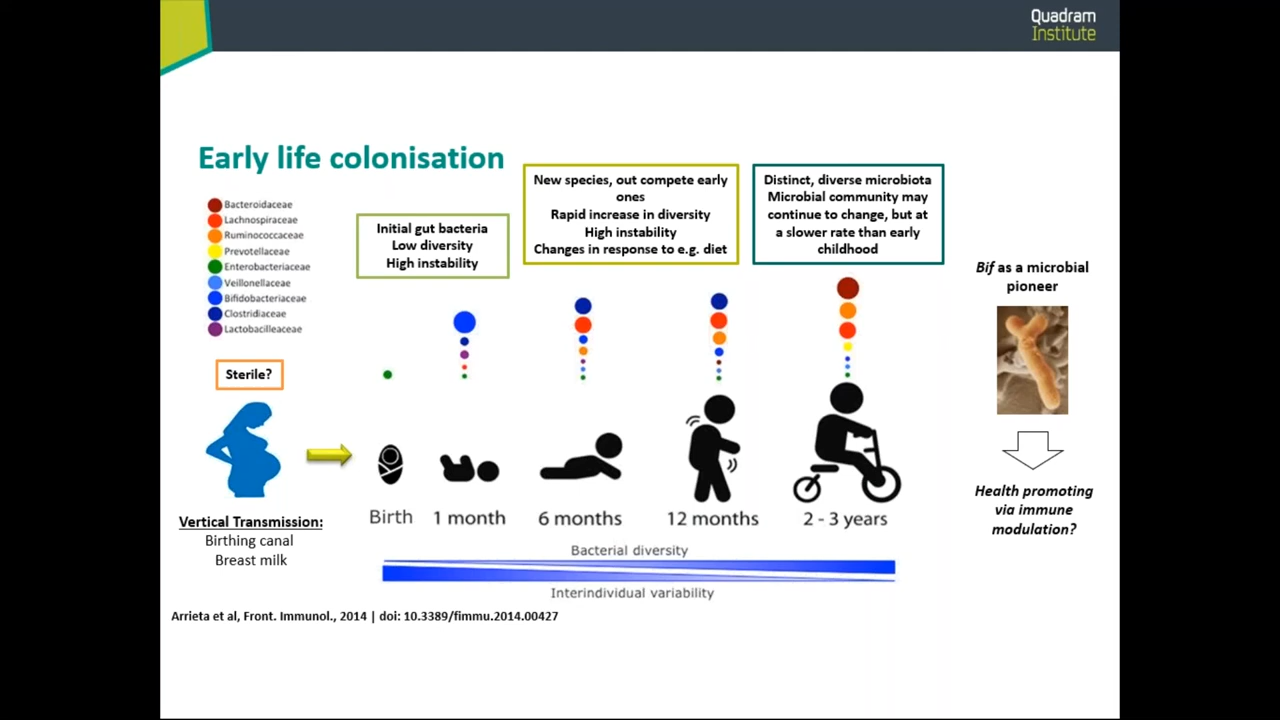 Quadram
Institute
Early life colonisation
Bacteroidaceae
Lachnospiraceae
Ruminococcaceae
Prevotellaceae
Enterobacteriaceae
Veillonellaceae
Bifidobacteriaceae
Clostridiaceae
Lactobacilleaceae
Initial gut bacteria
Low diversity
High instability
New species, out compete early
ones
Rapid increase in diversity
High instability
Changes in response to e.g. diet
Distinct, diverse microbiota
Microbial community may
continue to change, but at
a slower rate than early
childhood
Bif as a microbial
pioneer
Sterile?
Health promoting
via immune
modulation?
Vertical Transmission:
Birthing canal
Breast milk
Birth
1 month
6 months
12 months
2 - 3 years
Bacterial diversity
Interindividual variability
Arrieta et al, Front. Immunol., 2014 | doi: 10.3389/fimmu.2014.00427